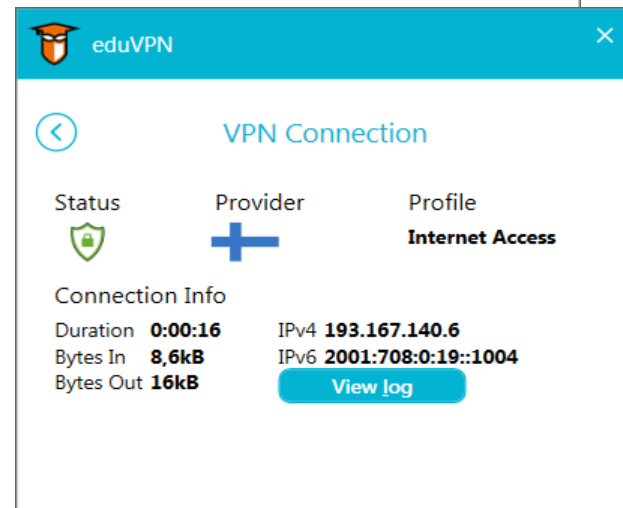 eduVPN
VPN Connection
Status Provider Profile
Internet Access
Connection Info
Duration 0:00:16 IPv4 193.167.140.6
Bytes In 8,6kB IPv6 2001:708:0:19::1004
Bytes Out 16kB View log